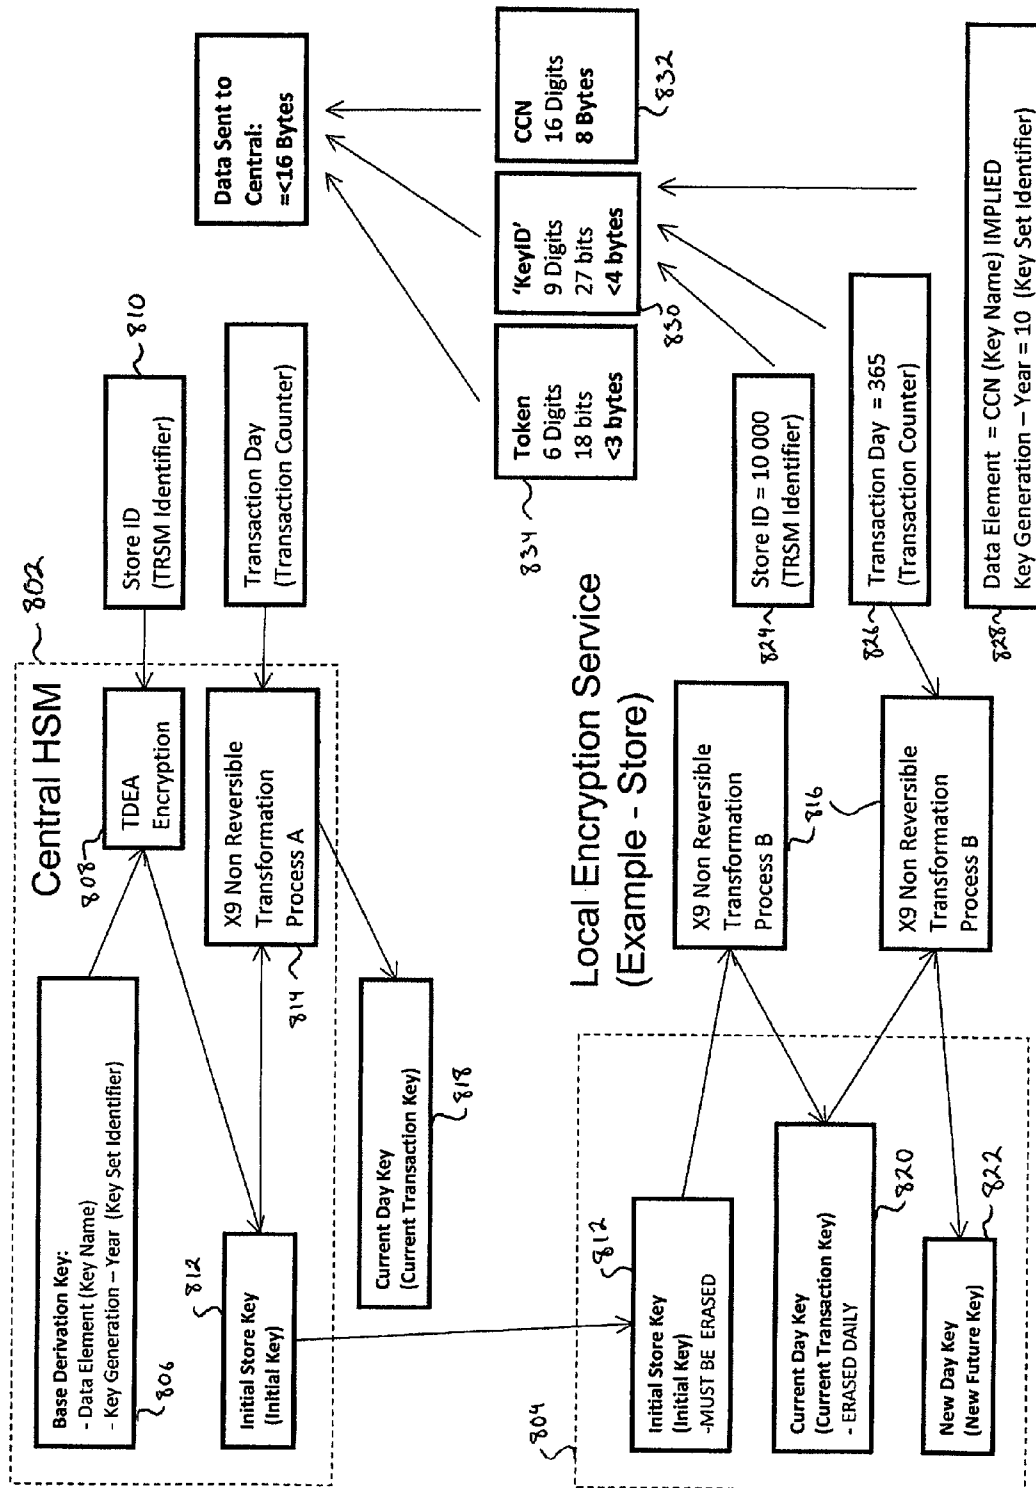 Central HSM
802
Base Derivation Key:
- Data Element (Key Name)
- Key Generation – Year (Key Set Identifier)
806
808
TDEA
Encryption
Store ID
(TRSM Identifier)
810
812
Initial Store Key
(Initial Key)
X9 Non Reversible
Transformation
Process A
814
Transaction Day
(Transaction Counter)
Current Day Key
(Current Transaction Key)
818
Data Sent to
Central:
=<16 Bytes
Token
6 Digits
18 bits
<3 bytes
834
'KeyID'
9 Digits
27 bits
<4 bytes
830
CCN
16 Digits
8 Bytes
832
Local Encryption Service
(Example - Store)
804
Initial Store Key
(Initial Key)
-MUST BE ERASED
812
X9 Non Reversible
Transformation
Process B
816
Store ID = 10 000
(TRSM Identifier)
824
Current Day Key
(Current Transaction Key)
- ERASED DAILY
820
X9 Non Reversible
Transformation
Process B
Transaction Day = 365
(Transaction Counter)
826
New Day Key
(New Future Key)
822
Data Element = CCN (Key Name) IMPLIED
Key Generation – Year = 10 (Key Set Identifier)
828